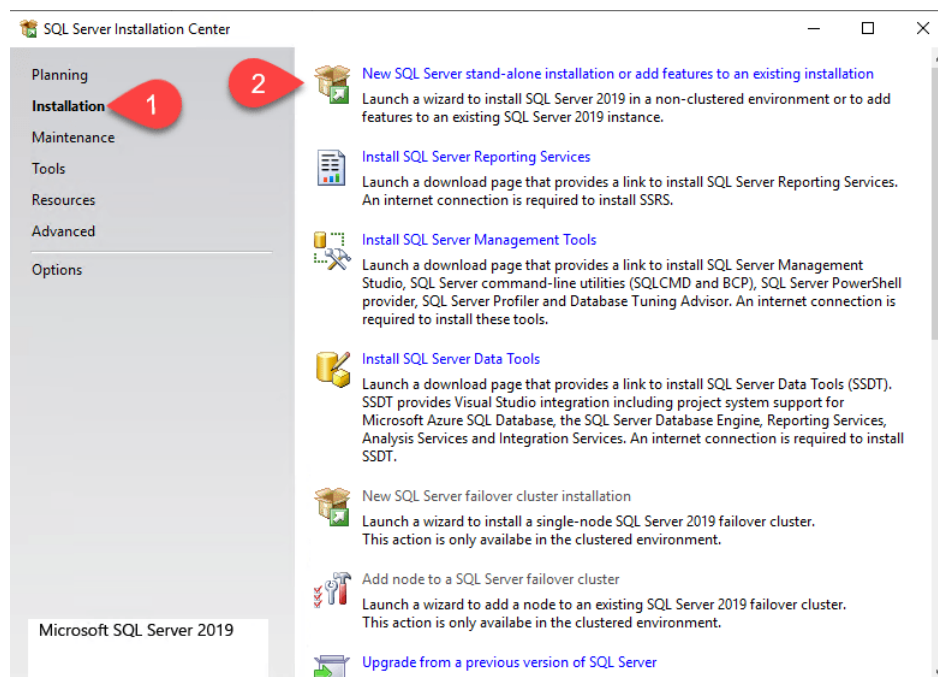 SQL Server Installation Center
Planning
Installation
Maintenance
Tools
Resources
Advanced
Options
Microsoft SQL Server 2019
1
2
New SQL Server stand-alone installation or add features to an existing installation
Launch a wizard to install SQL Server 2019 in a non-clustered environment or to add
features to an existing SQL Server 2019 instance.
Install SQL Server Reporting Services
Launch a download page that provides a link to install SQL Server Reporting Services.
An internet connection is required to install SSRS.
Install SQL Server Management Tools
Launch a download page that provides a link to install SQL Server Management
Studio, SQL Server command-line utilities (SQLCMD and BCP), SQL Server PowerShell
provider, SQL Server Profiler and Database Tuning Advisor. An internet connection is
required to install these tools.
Install SQL Server Data Tools
Launch a download page that provides a link to install SQL Server Data Tools (SSDT).
SSDT provides Visual Studio integration including project system support for
Microsoft Azure SQL Database, the SQL Server Database Engine, Reporting Services,
Analysis Services and Integration Services. An internet connection is required to install
SSDT.
New SQL Server failover cluster installation
Launch a wizard to install a single-node SQL Server 2019 failover cluster.
This action is only availabe in the clustered environment.
Add node to a SQL Server failover cluster
Launch a wizard to add a node to an existing SQL Server 2019 failover cluster.
This action is only availabe in the clustered environment.
Upgrade from a previous version of SQL Server